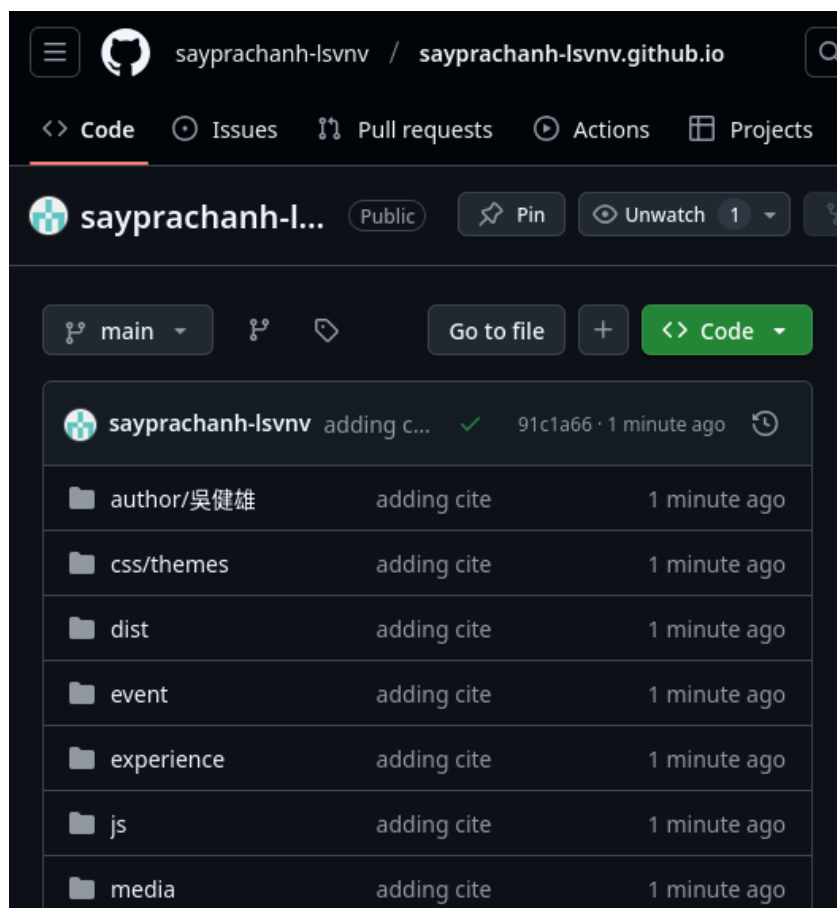 sayprachanh-lsvnv / sayprachanh-lsvnv.github.io
Code Issues Pull requests Actions Projects
sayprachanh-l... Public Pin Unwatch 1
main Go to file Code
sayprachanh-lsvnv adding c... 91c1a66 · 1 minute ago
author/吳健雄 adding cite 1 minute ago
css/themes adding cite 1 minute ago
dist adding cite 1 minute ago
event adding cite 1 minute ago
experience adding cite 1 minute ago
js adding cite 1 minute ago
media adding cite 1 minute ago